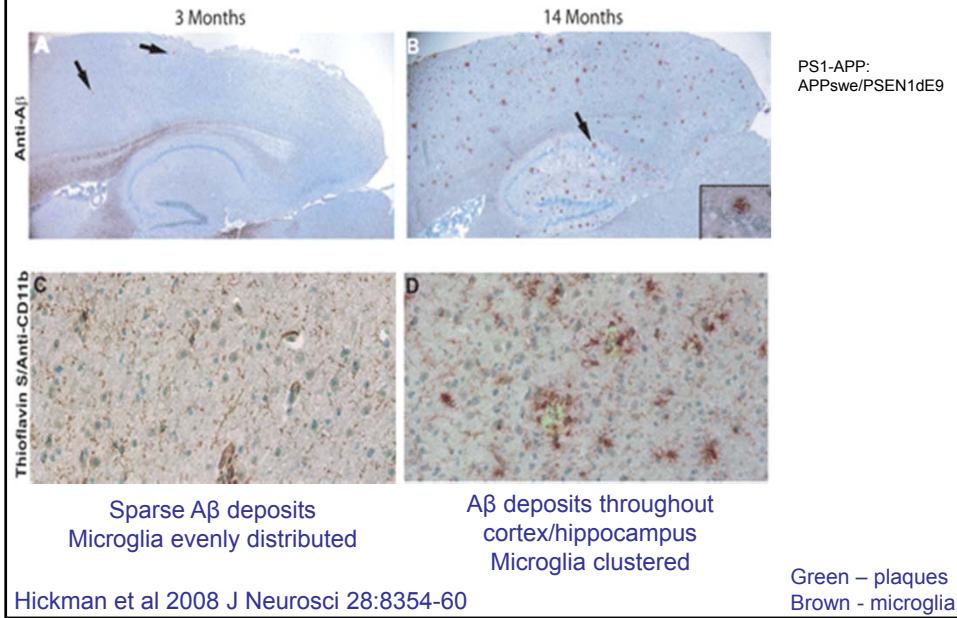 3 Months
14 Months
A
B
PS1-APP:
APPswe/PSEN1dE9
Anti-Aβ
C
D
Thioflavin S/Anti-CD11b
Sparse Aβ deposits
Microglia evenly distributed
Aβ deposits throughout
cortex/hippocampus
Microglia clustered
Hickman et al 2008 J Neurosci 28:8354-60
Green – plaques
Brown - microglia